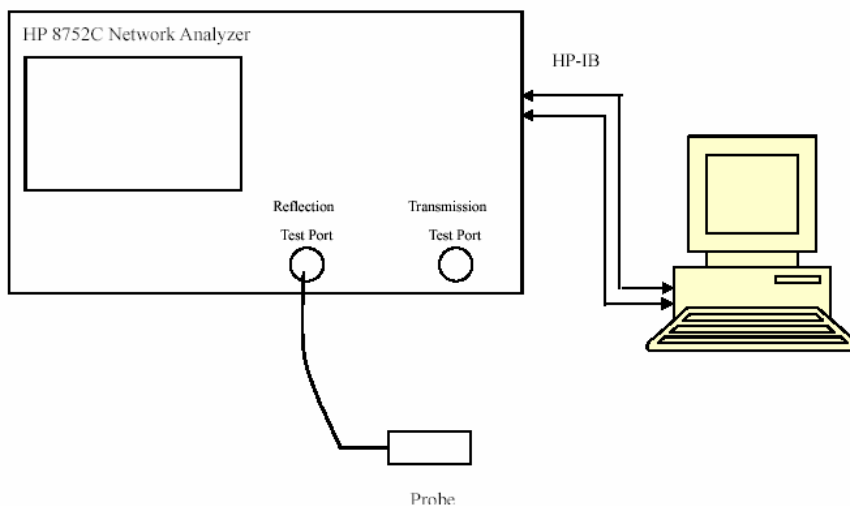 HP 8752C Network Analyzer
HP-IB
Reflection
Test Port
Transmission
Test Port
Probe